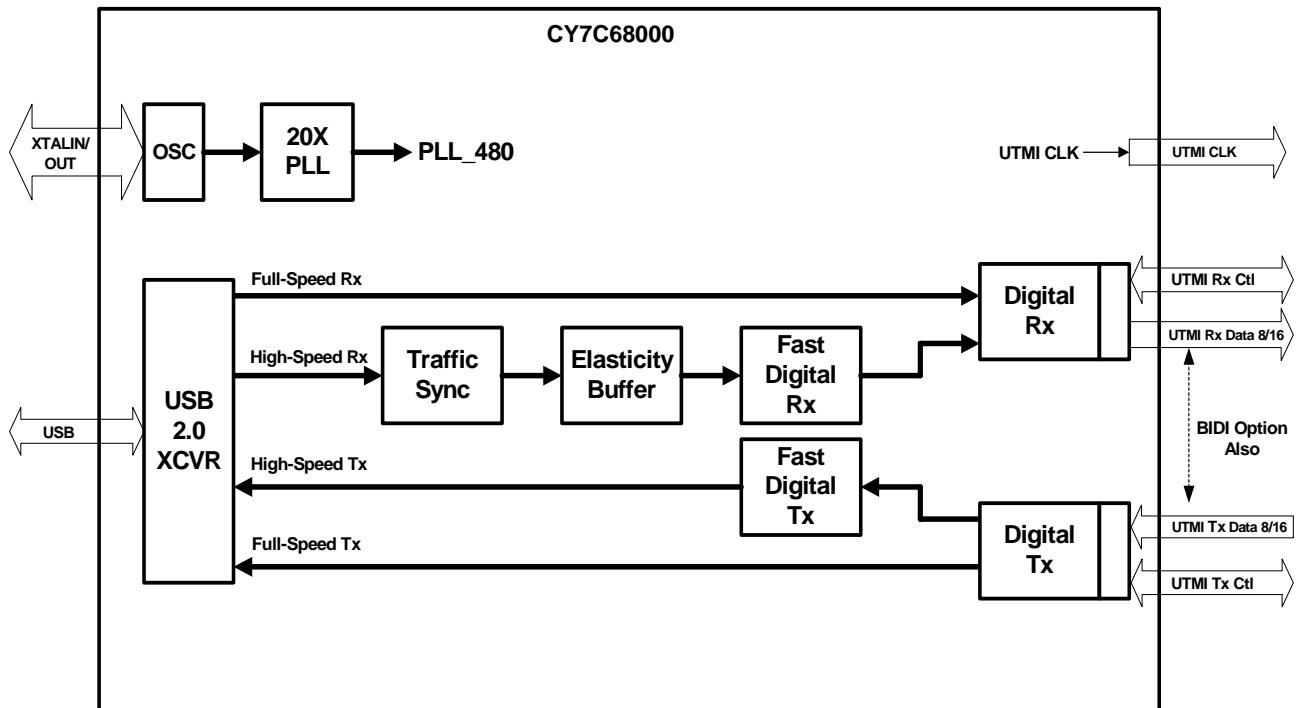 CY7C68000
XTALIN/
OUT
OSC
20X
PLL
PLL_480
UTMI CLK
UTMI CLK
Full-Speed Rx
Digital
Rx
UTMI Rx Ctl
UTMI Rx Data 8/16
High-Speed Rx
Traffic
Sync
Elasticity
Buffer
Fast
Digital
Rx
USB
USB
2.0
XCVR
BIDI Option
Also
High-Speed Tx
Fast
Digital
Tx
Full-Speed Tx
Digital
Tx
UTMI Tx Data 8/16
UTMI Tx Ctl